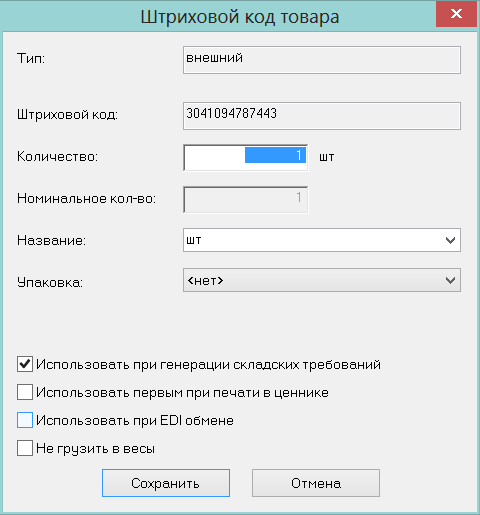 Штриховой код товара
Тип: внешний
Штриховой код: 3041094787443
Количество: 1 шт
Номинальное кол-во: 1
Название: шт
Упаковка: <нет>
Использовать при генерации складских требований
Использовать первым при печати в ценнике
Использовать при EDI обмене
Не грузить в весы
Сохранить Отмена